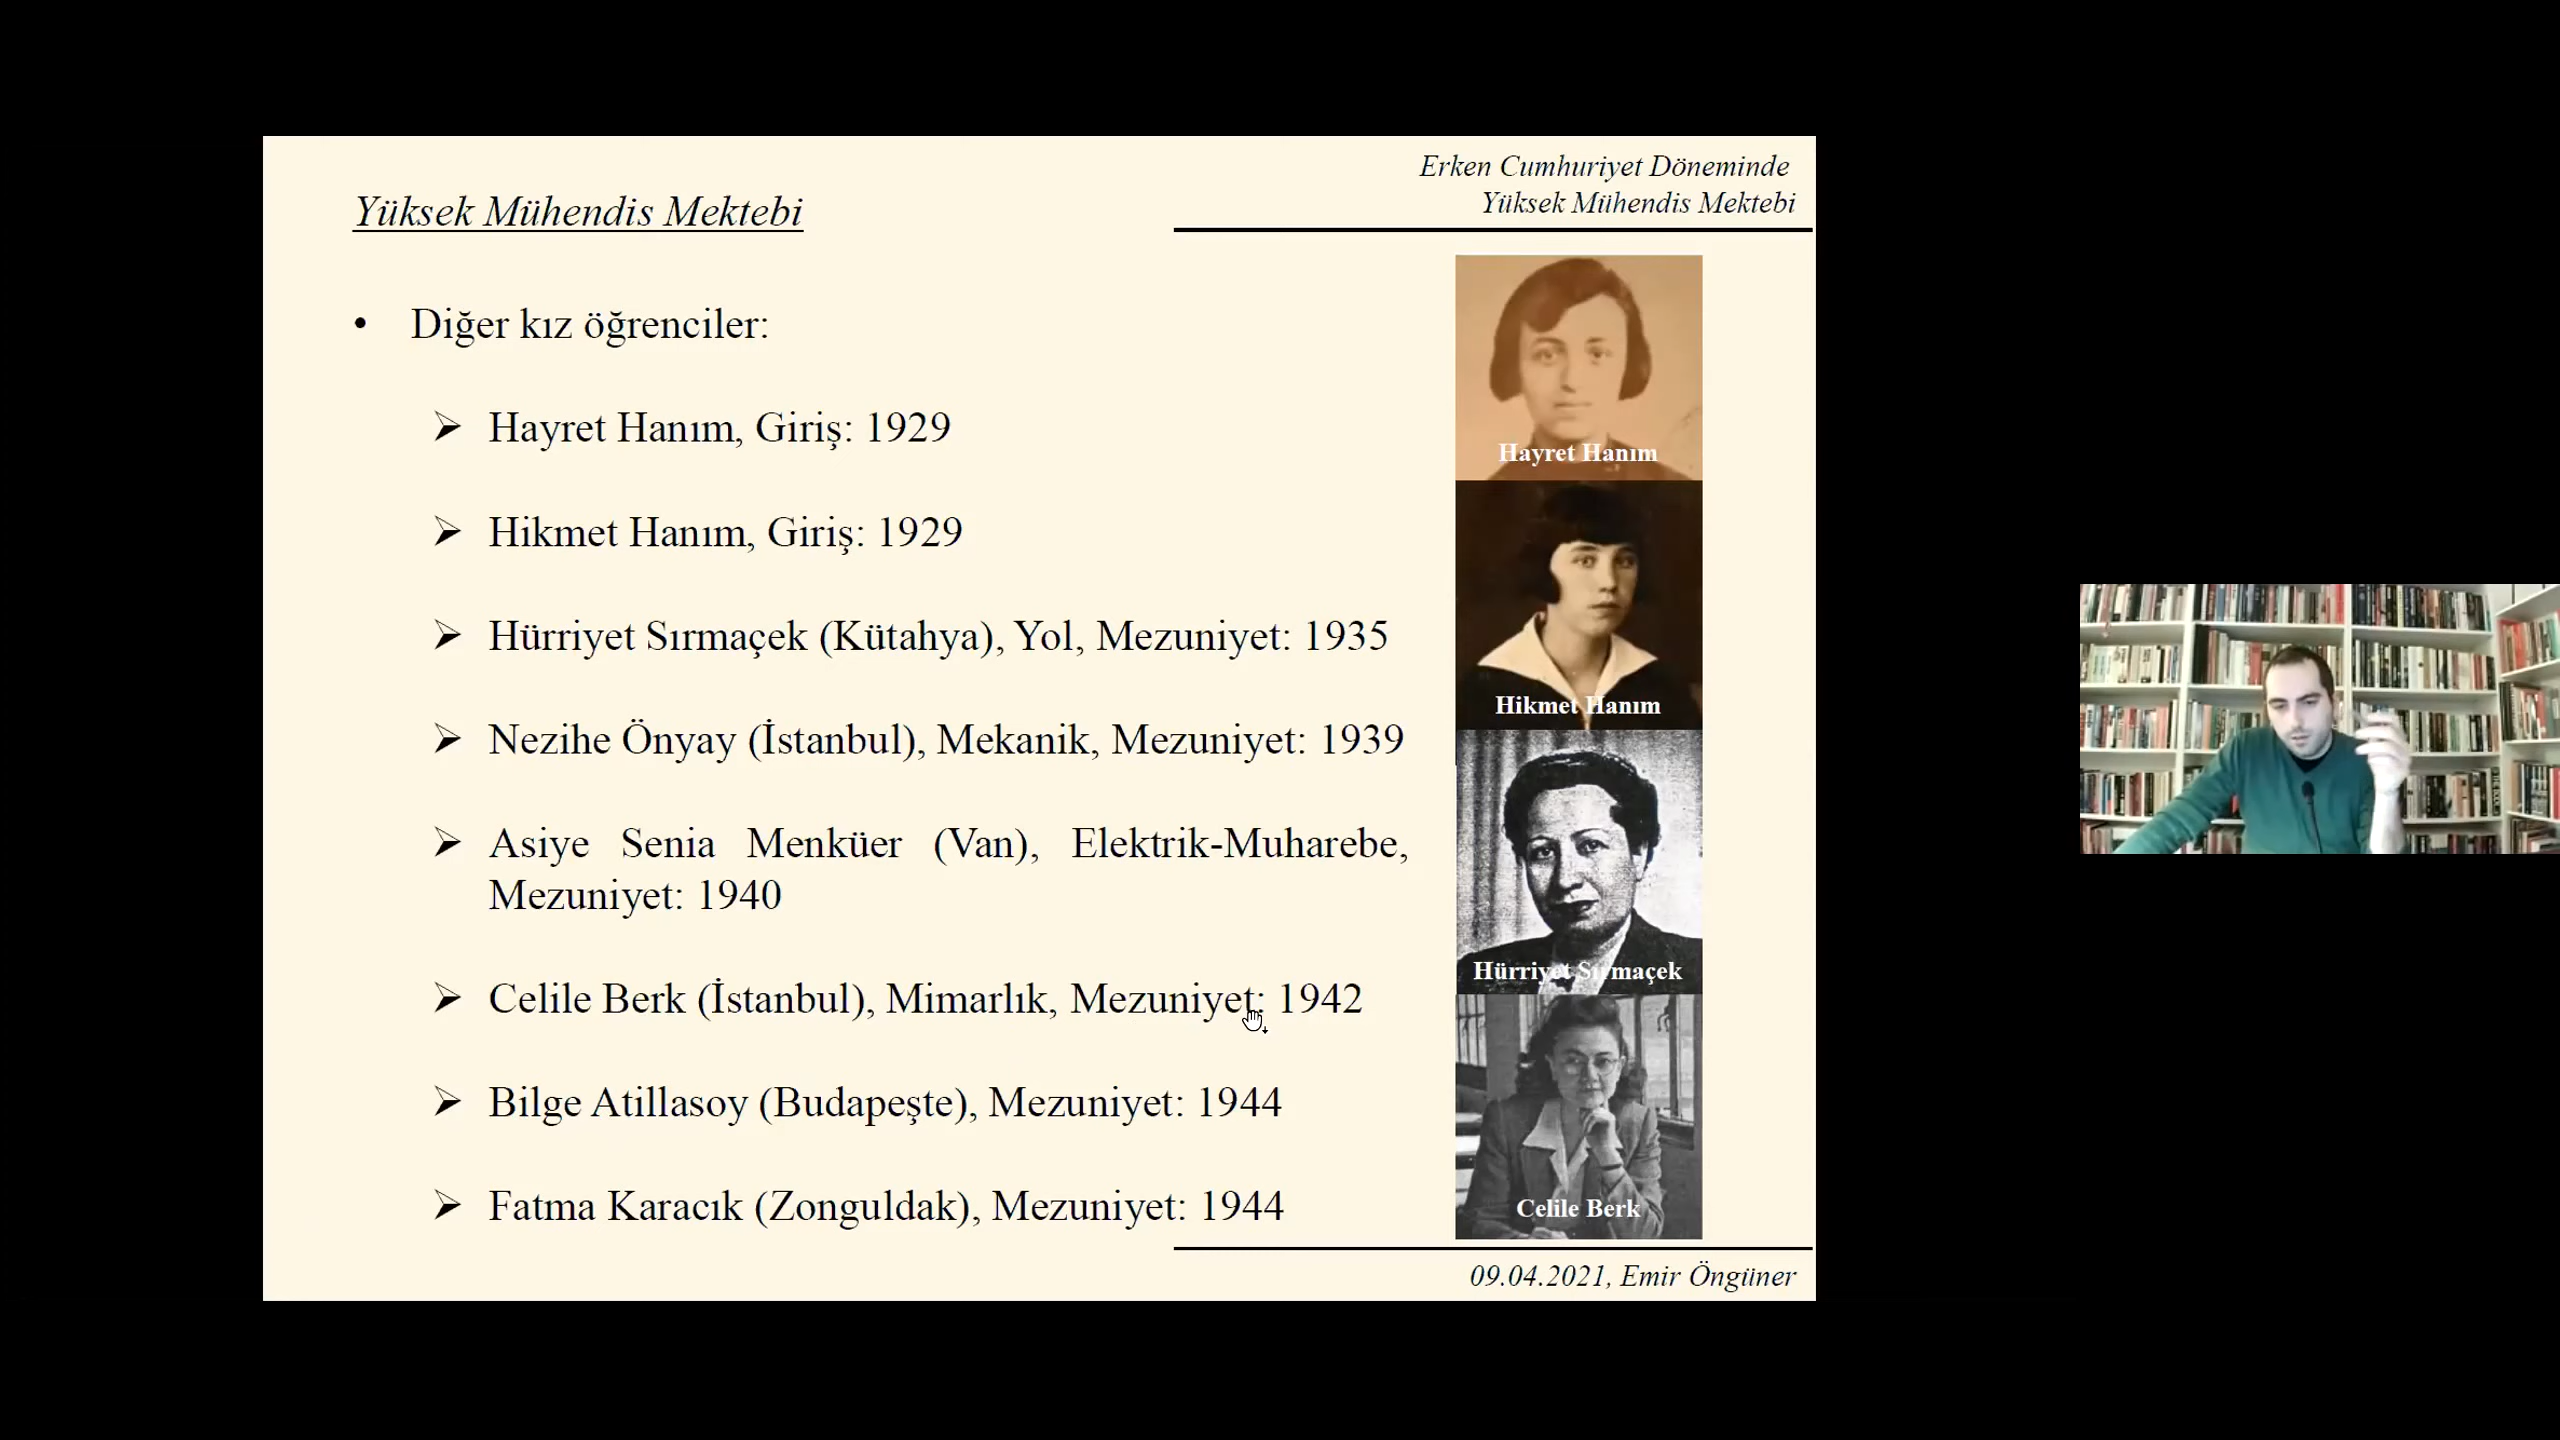 Erken Cumhuriyet Döneminde
Yüksek Mühendis Mektebi
Yüksek Mühendis Mektebi
• Diğer kız öğrenciler:
➢ Hayret Hanım, Giriş: 1929
➢ Hikmet Hanım, Giriş: 1929
➢ Hürriyet Sırmaçek (Kütahya), Yol, Mezuniyet: 1935
➢ Nezihe Önyay (İstanbul), Mekanik, Mezuniyet: 1939
➢ Asiye Senia Menküer (Van), Elektrik-Muharebe,
Mezuniyet: 1940
➢ Celile Berk (İstanbul), Mimarlık, Mezuniyet: 1942
➢ Bilge Atillasoy (Budapeşte), Mezuniyet: 1944
➢ Fatma Karacık (Zonguldak), Mezuniyet: 1944
Hayret Hanım
Hikmet Hanım
Hürriyet Sırmaçek
Celile Berk
09.04.2021, Emir Öngüner